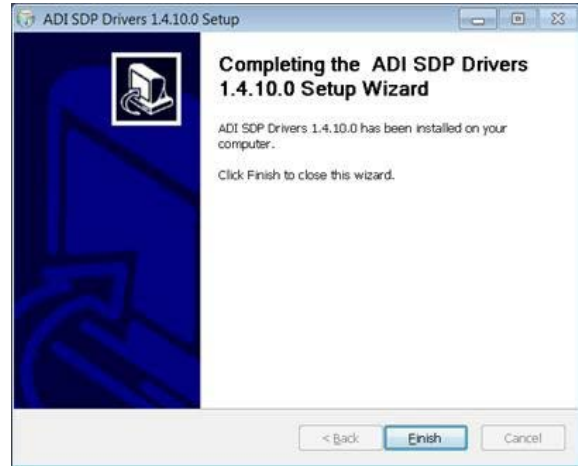 ADI SDP Drivers 1.4.10.0 Setup
Completing the ADI SDP Drivers
1.4.10.0 Setup Wizard
ADI SDP Drivers 1.4.10.0 has been installed on your
computer.
Click Finish to close this wizard.
< Back
Finish
Cancel